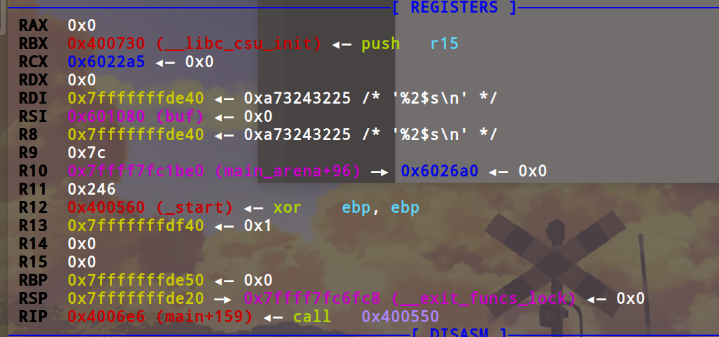 [ REGISTERS ]
RAX 0x0
RBX 0x400730 (__libc_csu_init) ◂— push r15
RCX 0x6022a5 ◂— 0x0
RDX 0x0
RDI 0x7fffffffde40 ◂— 0xa73243225 /* '%2$s\n' */
RSI 0x601080 (buf) ◂— 0x0
R8 0x7fffffffde40 ◂— 0xa73243225 /* '%2$s\n' */
R9 0x7c
R10 0x7ffff7fc1be0 (main_arena+96) —▸ 0x6026a0 ◂— 0x0
R11 0x246
R12 0x400560 (_start) ◂— xor ebp, ebp
R13 0x7fffffffdf40 ◂— 0x1
R14 0x0
R15 0x0
RBP 0x7fffffffde50 ◂— 0x0
RSP 0x7fffffffde20 —▸ 0x7ffff7fc6fc8 (__exit_funcs_lock) ◂— 0x0
RIP 0x4006e6 (main+159) ◂— call 0x400550
[ DISASM ]